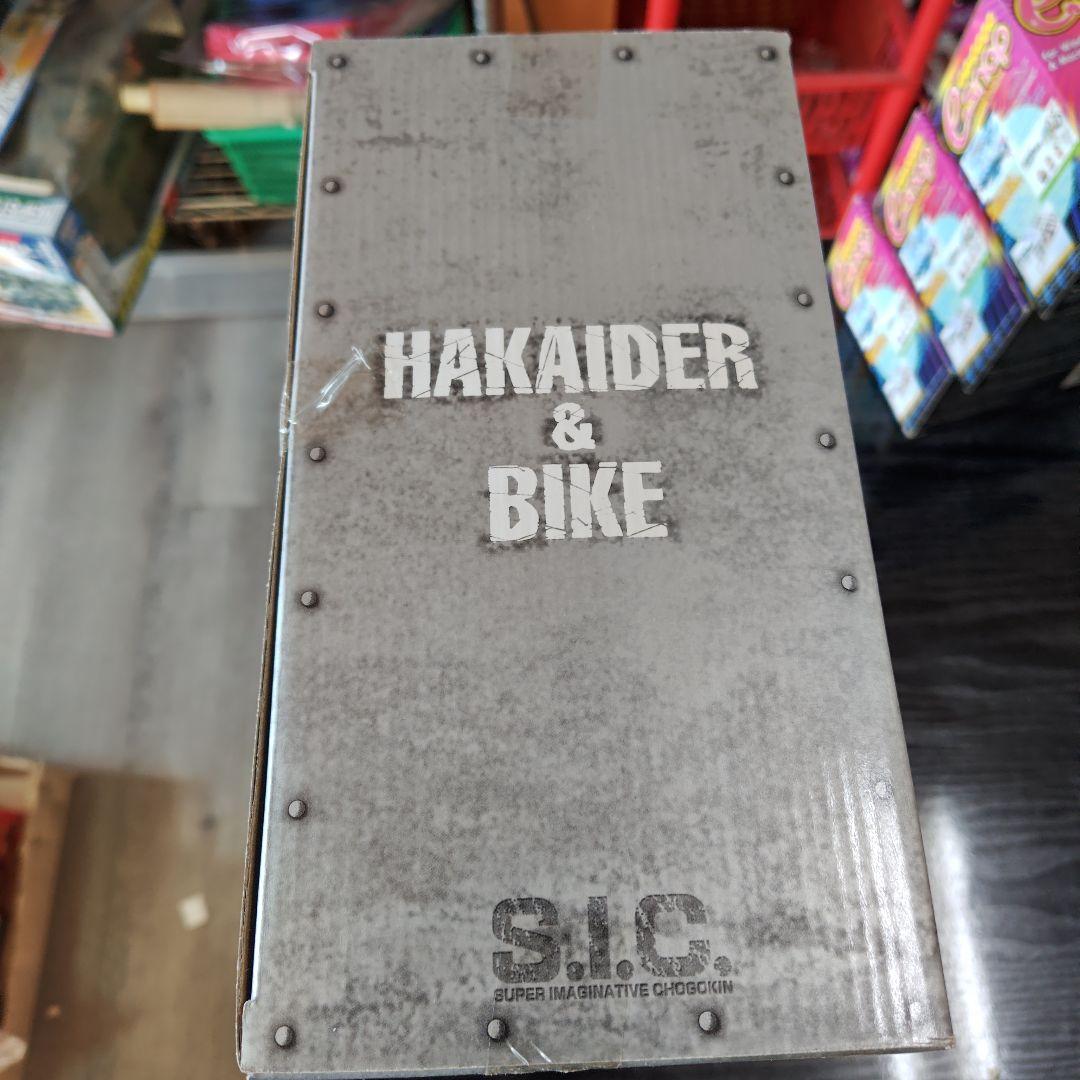 HAKAIDER
&
BIKE
S.I.C.
SUPER IMAGINATIVE CHOGOKIN